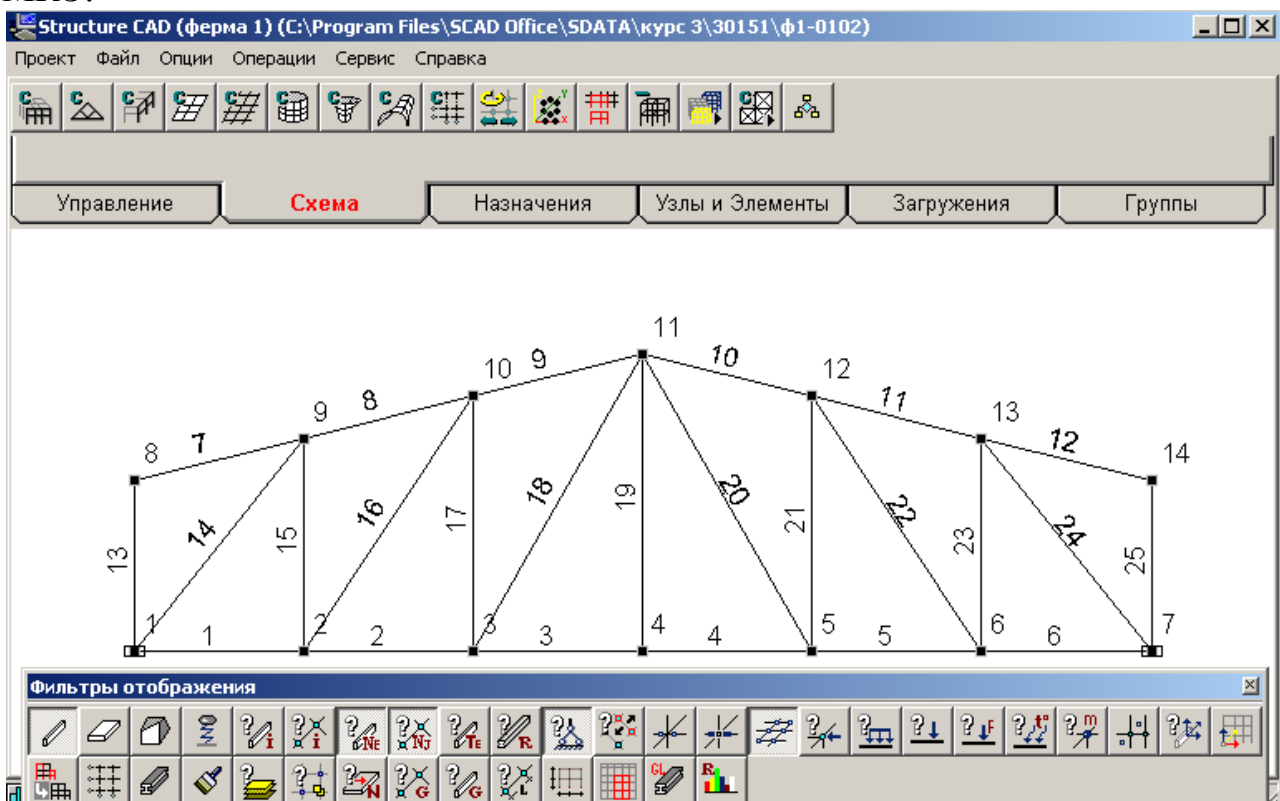 Structure CAD (ферма 1) (C:\Program Files\SCAD Office\SDATA\курс 3\30151\ф1-0102)
Проект Файл Опции Операции Сервис Справка
Управление Схема Назначения Узлы и Элементы Загружения Группы
11
10 9 10 12
9 8 11 13
8 7 12 14
13 14 15 16 17 18 19 20 21 22 23 24 25
1 1 2 2 3 3 4 4 5 5 6 6 7
Фильтры отображения